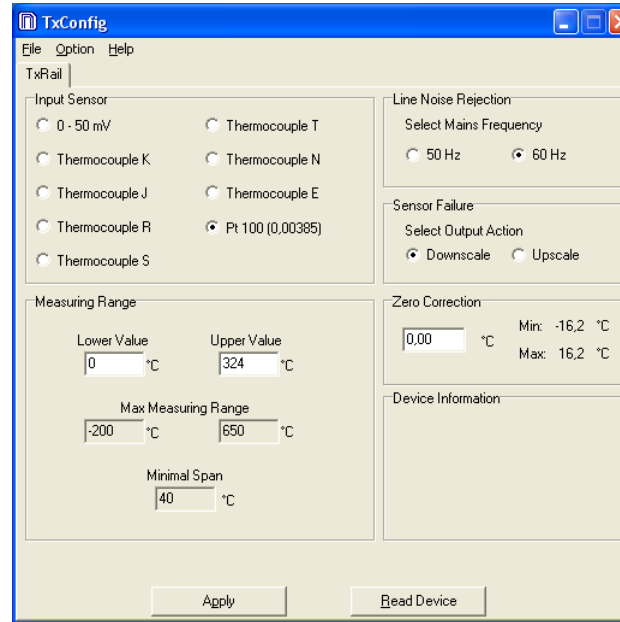 TxConfig
File Option Help
TxRail
Input Sensor
0 - 50 mV
Thermocouple T
Thermocouple K
Thermocouple N
Thermocouple J
Thermocouple E
Thermocouple R
Pt 100 (0,00385)
Thermocouple S
Line Noise Rejection
Select Mains Frequency
50 Hz
60 Hz
Sensor Failure
Select Output Action
Downscale
Upscale
Measuring Range
Lower Value
Upper Value
0 °C
324 °C
Max Measuring Range
-200 °C
650 °C
Minimal Span
40 °C
Zero Correction
0,00 °C
Min: -16,2 °C
Max: 16,2 °C
Device Information
Apply
Read Device